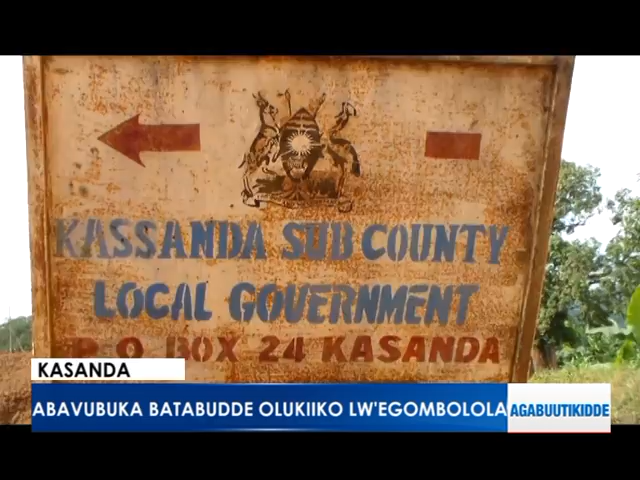 KASSANDA SUB COUNTY
LOCAL GOVERNMENT
P.O BOX 24 KASANDA
KASANDA
ABAVUBUKA BATABUDDE OLUKIIKO LW'EGOMBOLOLA
AGABUUTIKIDDE